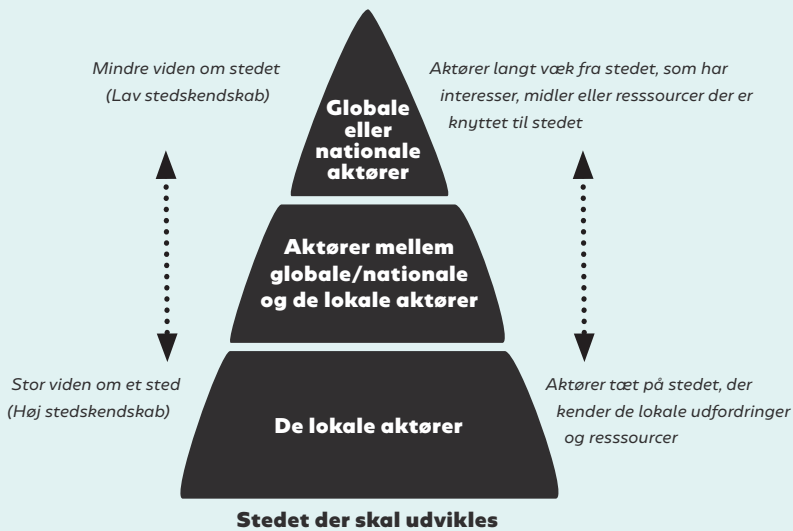 Mindre viden om stedet
(Lav stedskendskab)
Aktører langt væk fra stedet, som har
interesser, midler eller resssourcer der er
knyttet til stedet
Globale
eller
nationale
aktører
Aktører mellem
globale/nationale
og de lokale aktører
Stor viden om et sted
(Høj stedskendskab)
Aktører tæt på stedet, der
kender de lokale udfordringer
og resssourcer
De lokale aktører
Stedet der skal udvikles